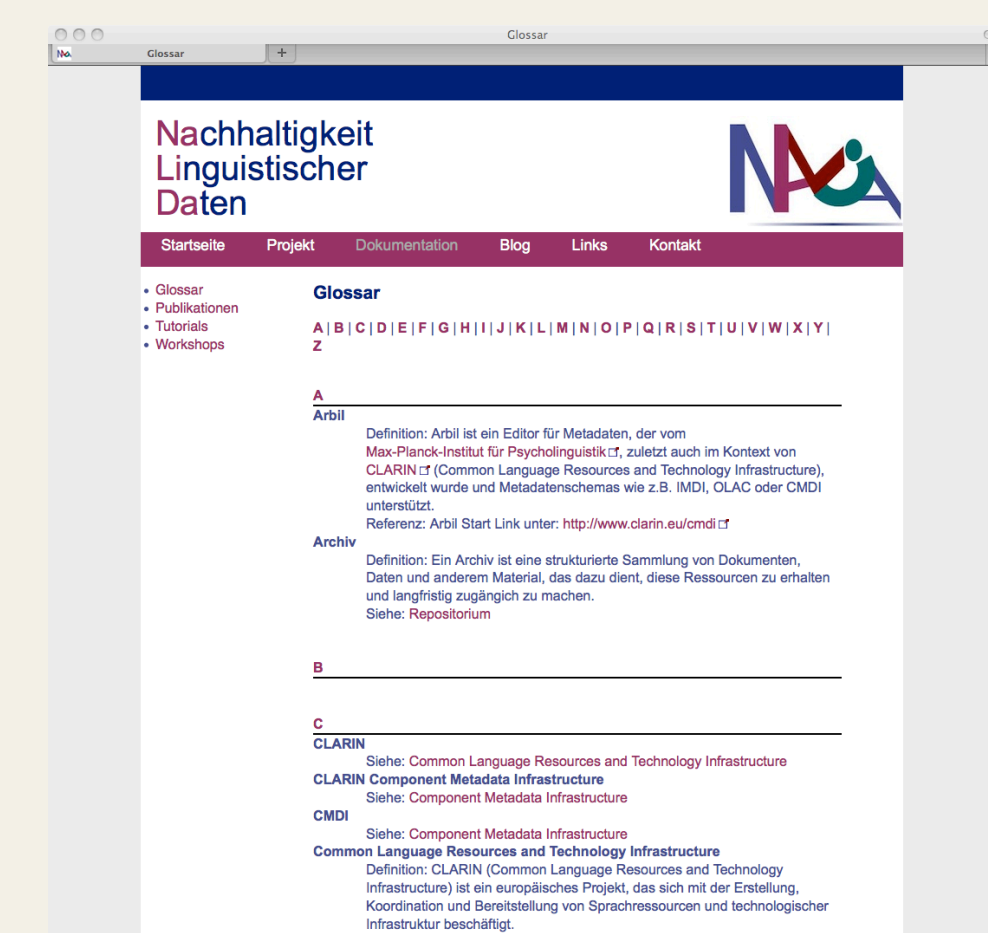 Glossar
Glossar
+
Nachhaltigkeit
Linguistischer
Daten
NALIDA
Startseite Projekt Dokumentation Blog Links Kontakt
• Glossar
• Publikationen
• Tutorials
• Workshops
Glossar
A | B | C | D | E | F | G | H | I | J | K | L | M | N | O | P | Q | R | S | T | U | V | W | X | Y |
Z
A
Arbil
Definition: Arbil ist ein Editor für Metadaten, der vom
Max-Planck-Institut für Psycholinguistik, zuletzt auch im Kontext von
CLARIN (Common Language Resources and Technology Infrastructure),
entwickelt wurde und Metadatenschemas wie z.B. IMDI, OLAC oder CMDI
unterstützt.
Referenz: Arbil Start Link unter: http://www.clarin.eu/cmdi
Archiv
Definition: Ein Archiv ist eine strukturierte Sammlung von Dokumenten,
Daten und anderem Material, das dazu dient, diese Ressourcen zu erhalten
und langfristig zugängich zu machen.
Siehe: Repositorium
B
C
CLARIN
Siehe: Common Language Resources and Technology Infrastructure
CLARIN Component Metadata Infrastructure
Siehe: Component Metadata Infrastructure
CMDI
Siehe: Component Metadata Infrastructure
Common Language Resources and Technology Infrastructure
Definition: CLARIN (Common Language Resources and Technology
Infrastructure) ist ein europäisches Projekt, das sich mit der Erstellung,
Koordination und Bereitstellung von Sprachressourcen und technologischer
Infrastruktur beschäftigt.